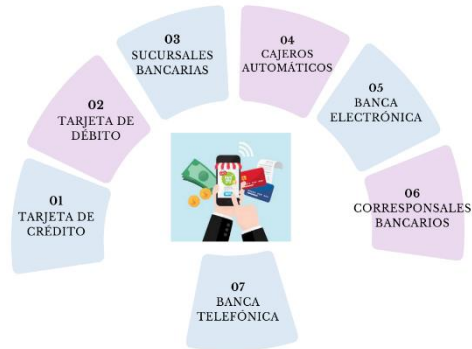 01
TARJETA DE
CRÉDITO
02
TARJETA DE
DÉBITO
03
SUCURSALES
BANCARIAS
04
CAJEROS
AUTOMÁTICOS
05
BANCA
ELECTRÓNICA
06
CORRESPONSALES
BANCARIOS
07
BANCA
TELEFÓNICA